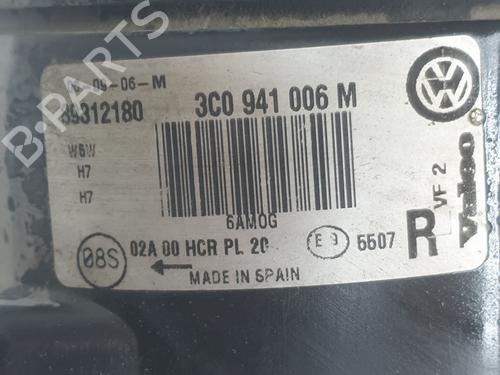 09-06-M
89312180
3C0 941 006 M
W5W
H7
H7
6AMOG
08S
02A 00 HCR PL 20
E 9
5507
MADE IN SPAIN
R
VF 2
Valeo
B-PARTS